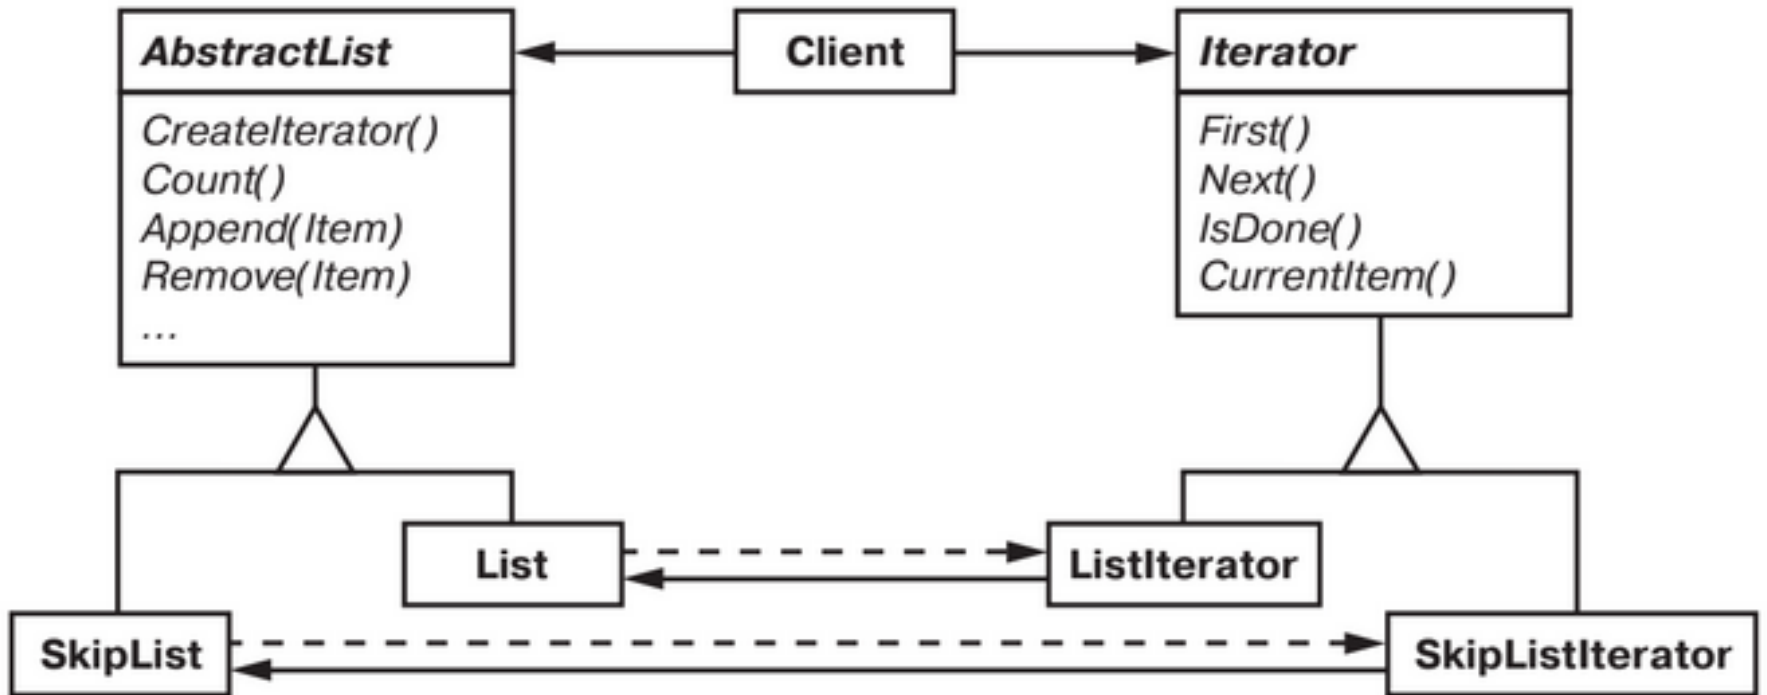 AbstractList
CreateIterator()
Count()
Append(Item)
Remove(Item)
...
Client
Iterator
First()
Next()
IsDone()
CurrentItem()
List
ListIterator
SkipList
SkipListIterator